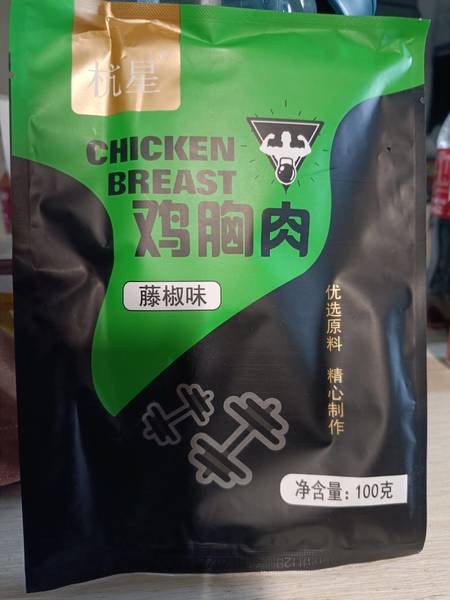 杭星
CHICKEN
BREAST
鸡胸肉
藤椒味
优选原料 精心制作
净含量：100克